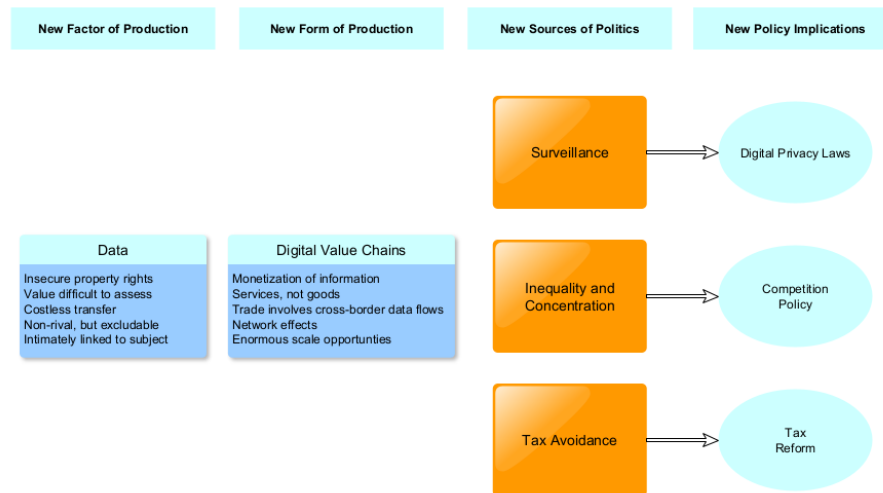 New Factor of Production
New Form of Production
New Sources of Politics
New Policy Implications
Data
Insecure property rights
Value difficult to assess
Costless transfer
Non-rival, but excludable
Intimately linked to subject
Digital Value Chains
Monetization of information
Services, not goods
Trade involves cross-border data flows
Network effects
Enormous scale opportunties
Surveillance
Digital Privacy Laws
Inequality and
Concentration
Competition
Policy
Tax Avoidance
Tax
Reform